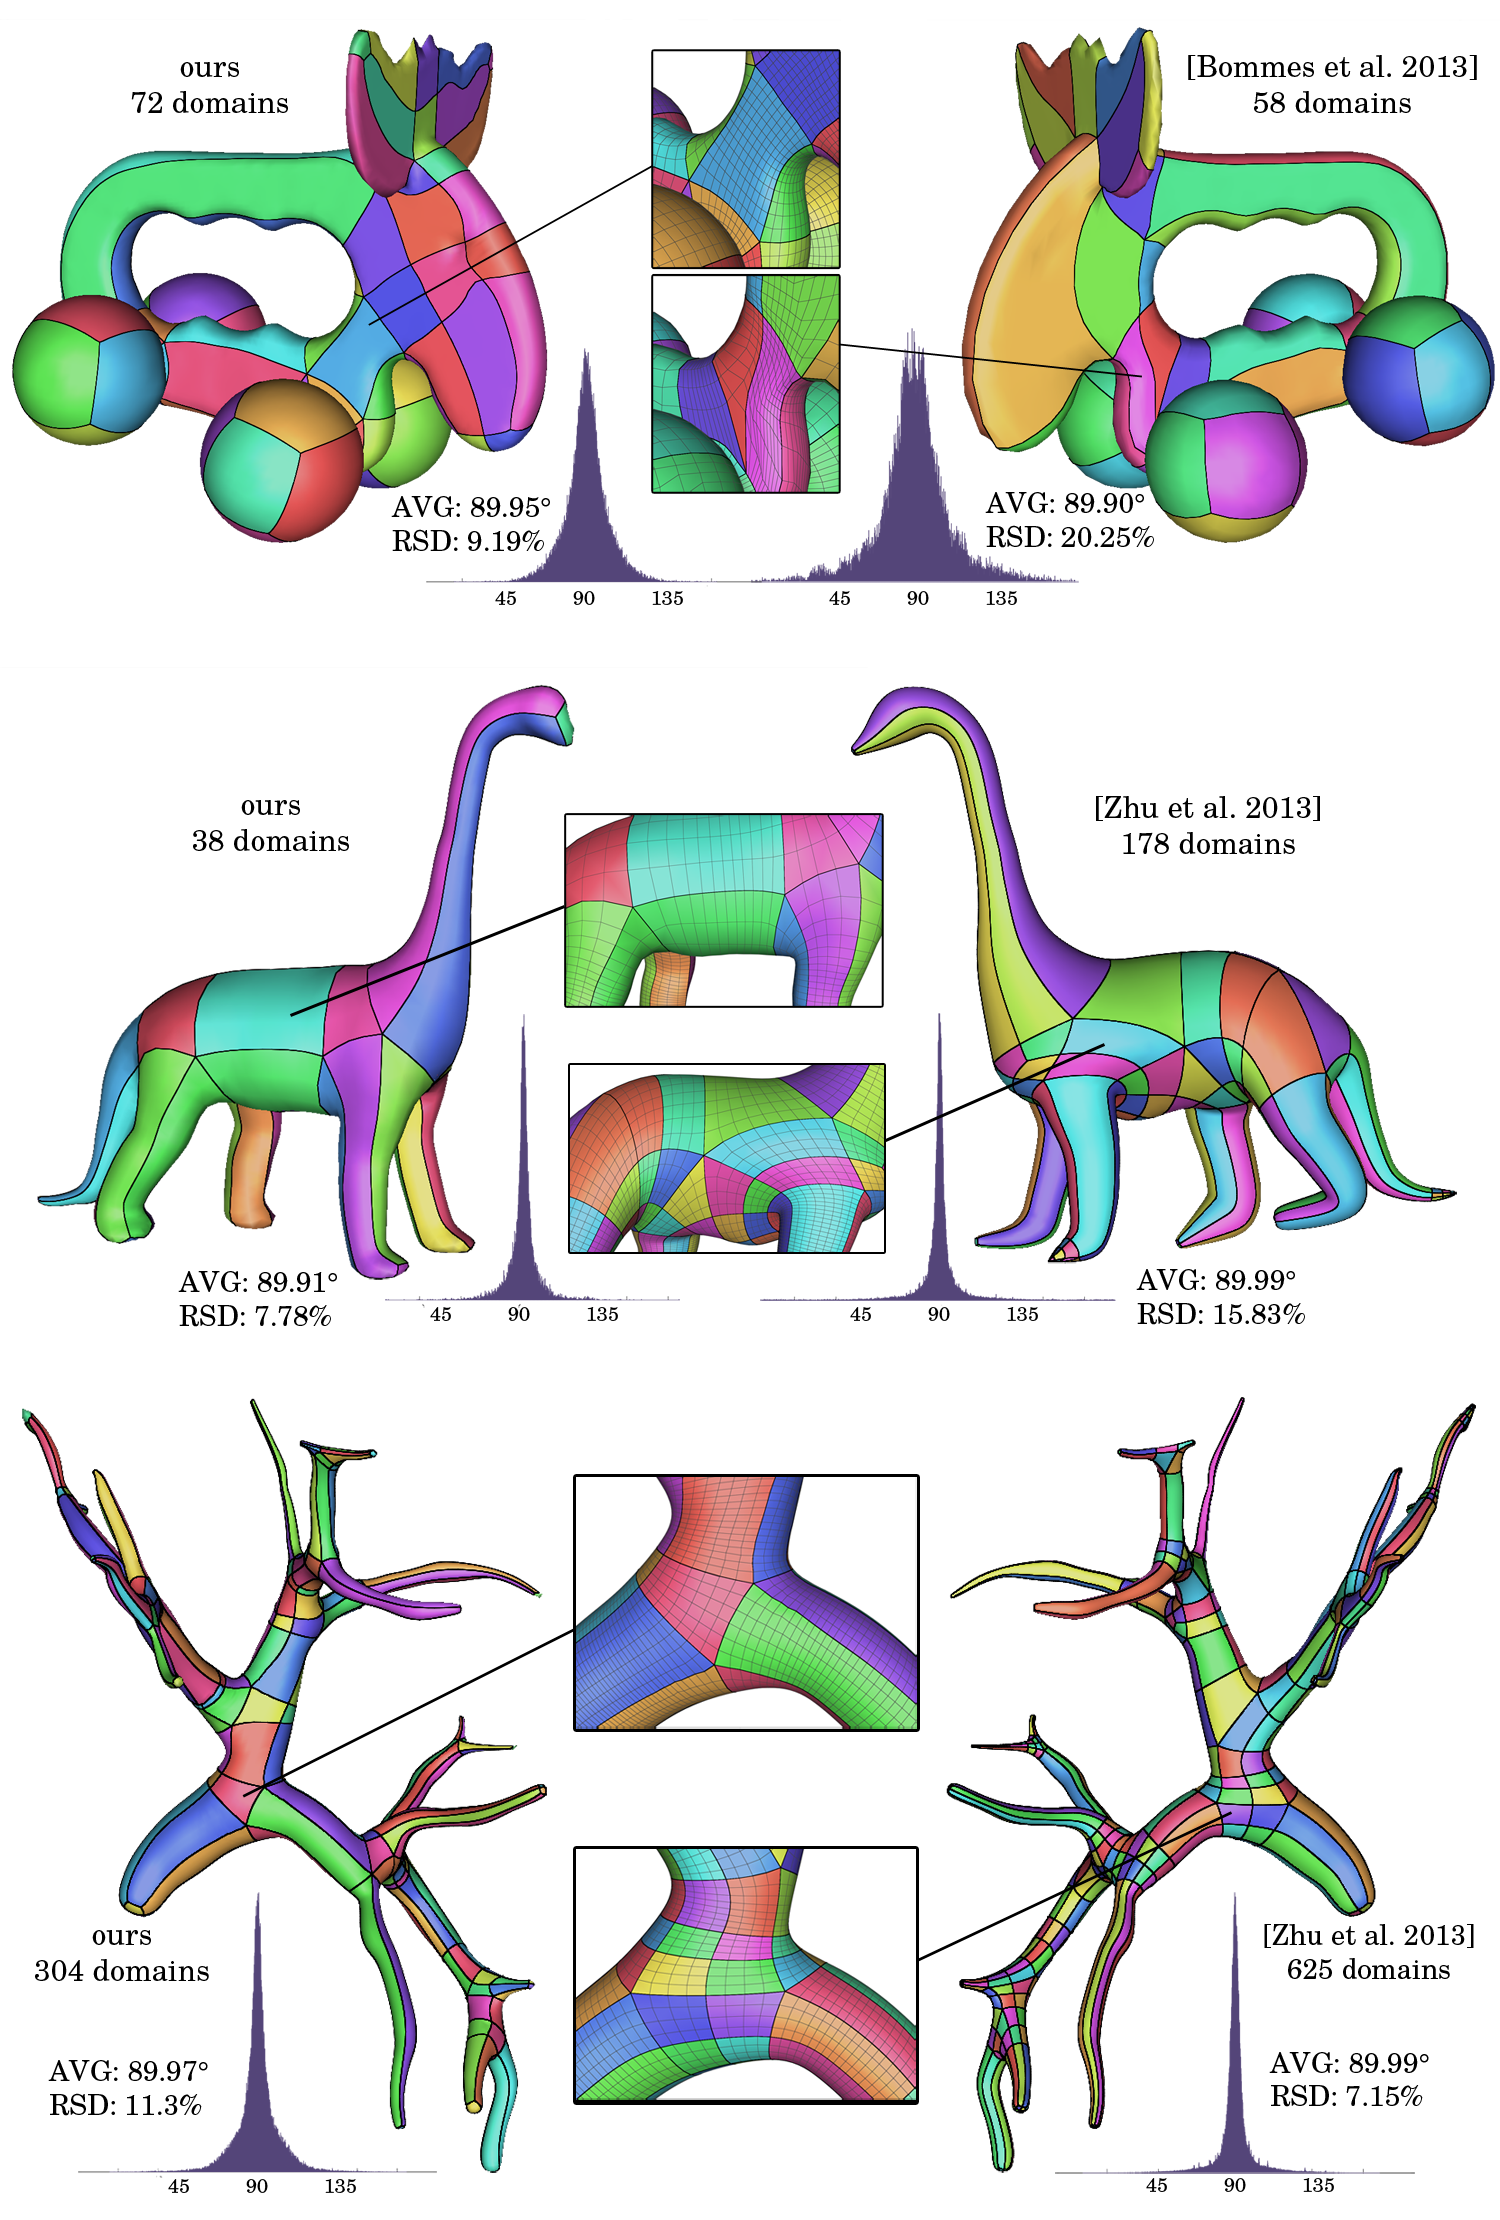 ours
72 domains
[Bommes et al. 2013]
58 domains
AVG: 89.95°
RSD: 9.19%
AVG: 89.90°
RSD: 20.25%
45 90 135
45 90 135
ours
38 domains
[Zhu et al. 2013]
178 domains
AVG: 89.91°
RSD: 7.78%
AVG: 89.99°
RSD: 15.83%
45 90 135
45 90 135
ours
304 domains
[Zhu et al. 2013]
625 domains
AVG: 89.97°
RSD: 11.3%
AVG: 89.99°
RSD: 7.15%
45 90 135
45 90 135